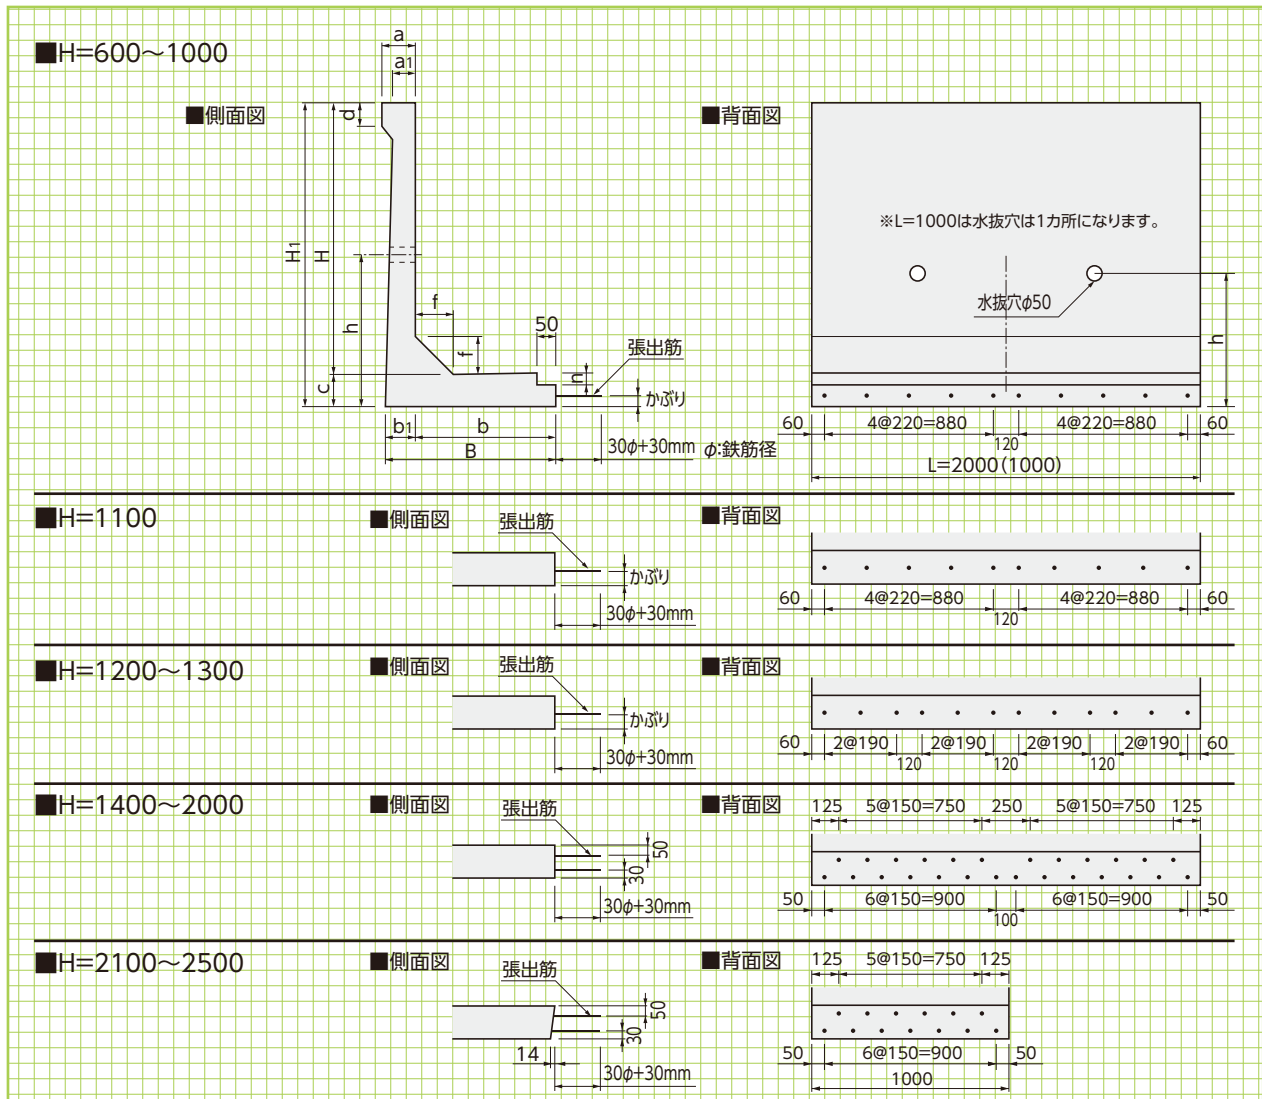 ■H=600～1000
a
a1
■側面図
d
H1
H
h
c
f
f
50
n
張出筋
かぶり
b1
b
B
30φ+30mm
φ:鉄筋径
■背面図
※L=1000は水抜穴は1カ所になります。
水抜穴φ50
h
60
4@220=880
4@220=880
60
120
L=2000(1000)
■H=1100
■側面図
張出筋
かぶり
30φ+30mm
■背面図
60
4@220=880
4@220=880
60
120
■H=1200～1300
■側面図
張出筋
かぶり
30φ+30mm
■背面図
60
2@190
2@190
2@190
2@190
60
120
120
120
■H=1400～2000
■側面図
張出筋
50
30
30φ+30mm
■背面図
125
5@150=750
250
5@150=750
125
50
6@150=900
6@150=900
50
100
■H=2100～2500
■側面図
張出筋
50
30
14
30φ+30mm
■背面図
125
5@150=750
125
50
6@150=900
50
1000